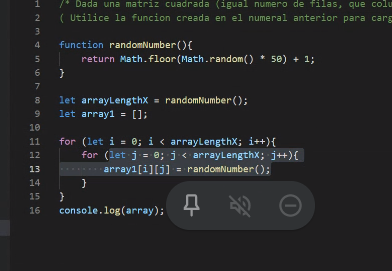 1 /* Dada una matriz cuadrada (igual numero de filas, que
2 ( Utilice la funcion creada en el numeral anterior para
3
4 function randomNumber(){
5 return Math.floor(Math.random() * 50) + 1;
6 }
7
8 let arrayLengthX = randomNumber();
9 let array1 = [];
10
11 for (let i = 0; i < arrayLengthX; i++){
12 for (let j = 0; j < arrayLengthX; j++){
13 array1[i][j] = randomNumber();
14 }
15 }
16 console.log(array);